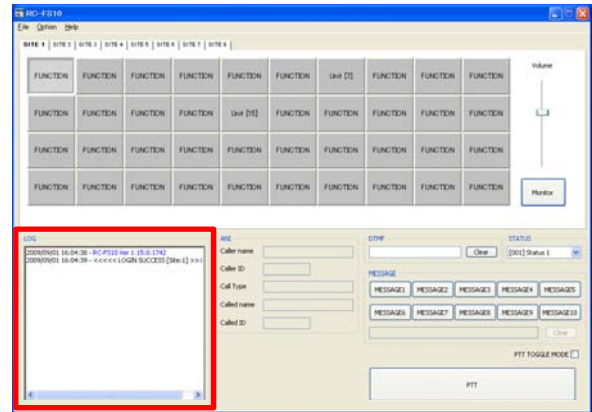 RC-FS10
File Option Help
SITE 1 SITE 2 SITE 3 SITE 4 SITE 5 SITE 6 SITE 7 SITE 8
FUNCTION FUNCTION FUNCTION FUNCTION FUNCTION FUNCTION Unit [7] FUNCTION FUNCTION FUNCTION
Volume
FUNCTION FUNCTION FUNCTION FUNCTION Unit [15] FUNCTION FUNCTION FUNCTION FUNCTION FUNCTION
FUNCTION FUNCTION FUNCTION FUNCTION FUNCTION FUNCTION FUNCTION FUNCTION FUNCTION FUNCTION
FUNCTION FUNCTION FUNCTION FUNCTION FUNCTION FUNCTION FUNCTION FUNCTION FUNCTION FUNCTION
Monitor
LOG
2009/09/01 16:04:38 - RC-FS10 Ver 1.15.0.1742
2009/09/01 16:04:39 - <<<<< LOGIN SUCCESS [Site:1] >>>
ANI
Caller name
Caller ID
Call Type
Called name
Called ID
DTMF
Clear
STATUS
[001] Status 1
MESSAGE
MESSAGE1 MESSAGE2 MESSAGE3 MESSAGE4 MESSAGE5
MESSAGE6 MESSAGE7 MESSAGE8 MESSAGE9 MESSAGE10
Clear
PTT TOGGLE MODE
PTT